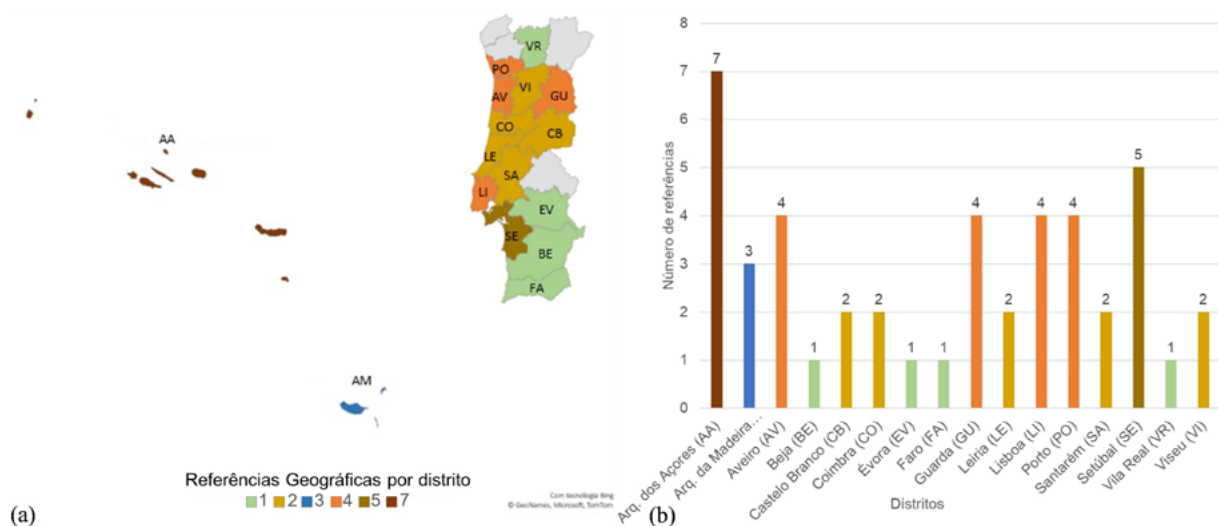 VR
PO
VI
AV
GU
CO
CB
LE
SA
LI
EV
SE
BE
FA
AA
AM
Referências Geográficas por distrito
1 2 3 4 5 7
Com tecnologia Bing
© GeoNames, Microsoft, TomTom
(a)
Número de referências
8
7
6
5
4
3
2
1
0
7
3
4
1
2
2
1
1
4
2
4
4
2
5
1
2
Arq. dos Açores (AA)
Arq. da Madeira...
Aveiro (AV)
Beja (BE)
Castelo Branco (CB)
Coimbra (CO)
Évora (EV)
Faro (FA)
Guarda (GU)
Leiria (LE)
Lisboa (LI)
Porto (PO)
Santarém (SA)
Setúbal (SE)
Vila Real (VR)
Viseu (VI)
Distritos
(b)